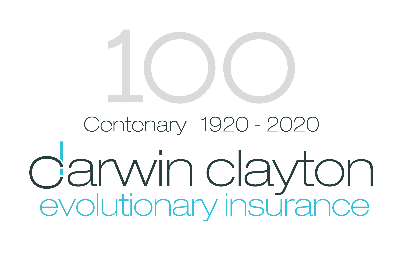 100
Centenary 1920 - 2020
darwin clayton
evolutionary insurance